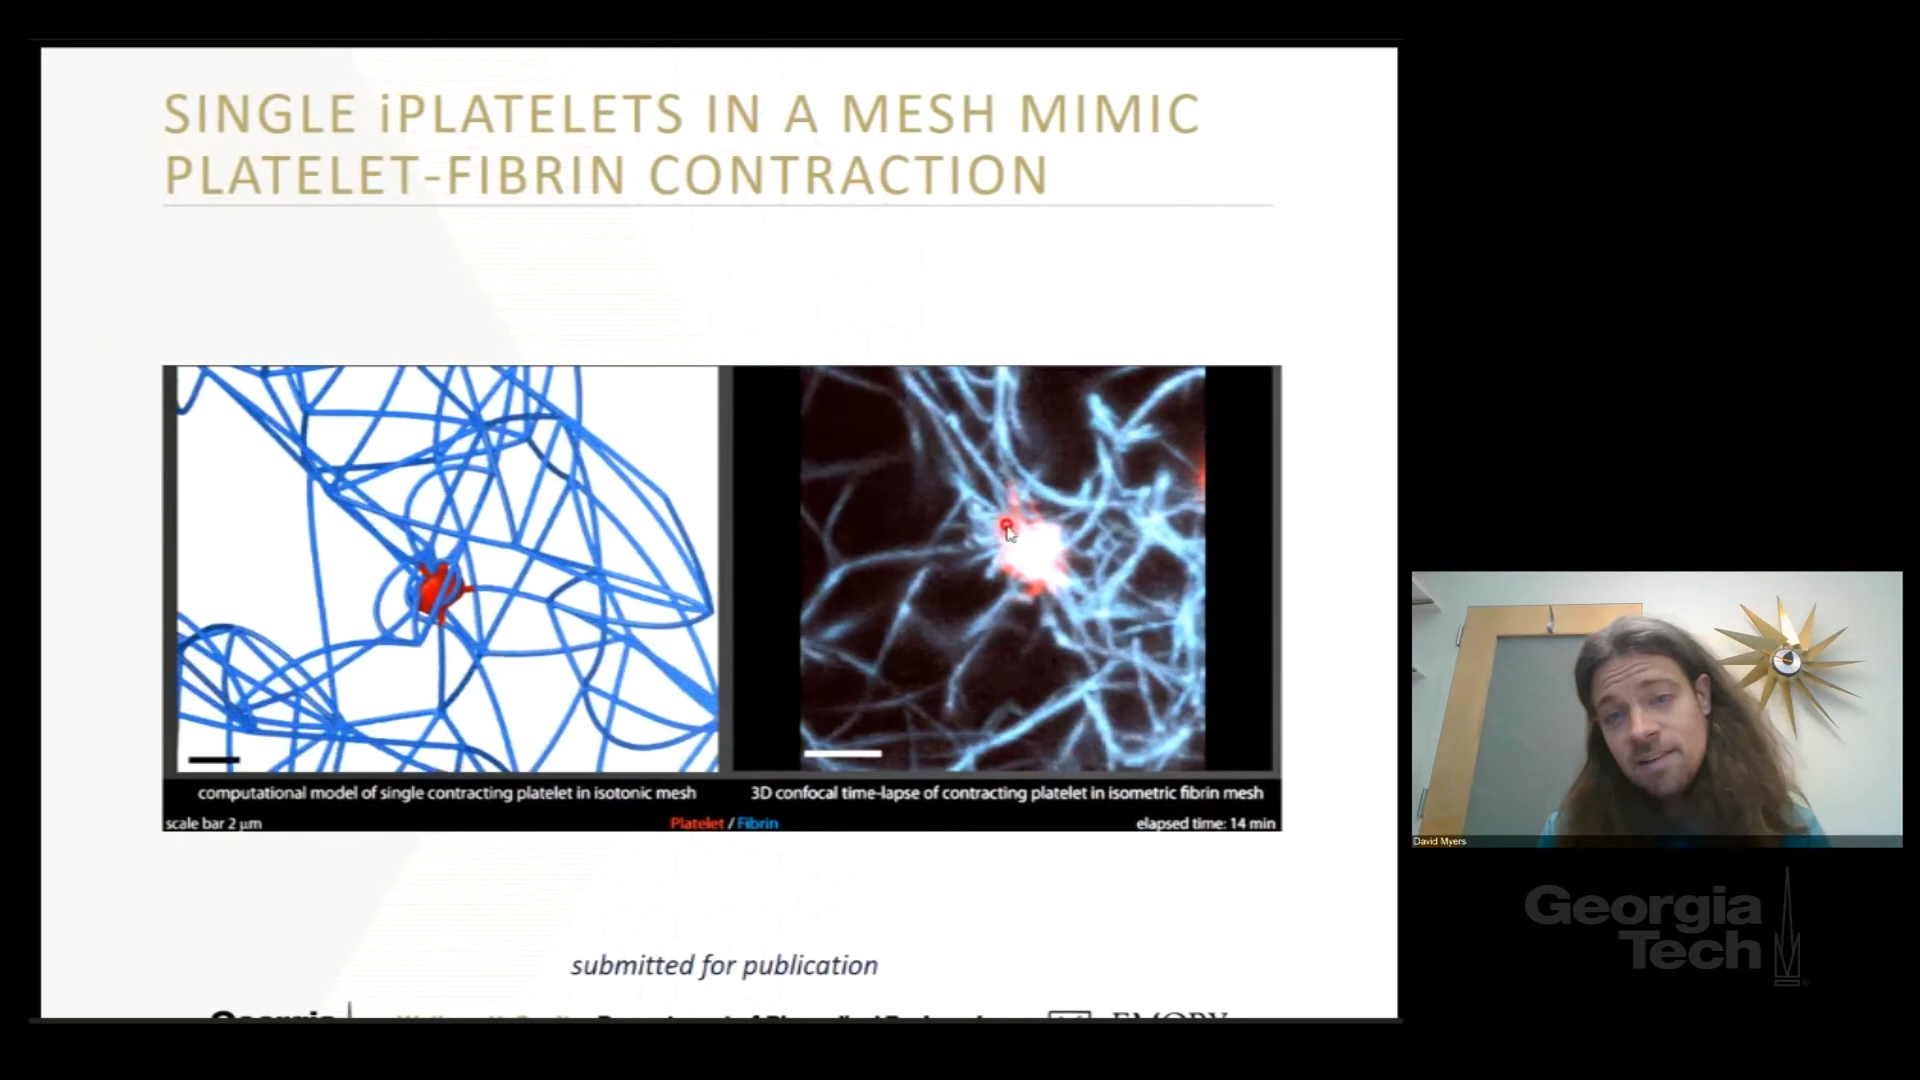 SINGLE iPLATELETS IN A MESH MIMIC
PLATELET-FIBRIN CONTRACTION
computational model of single contracting platelet in isotonic mesh
3D confocal time-lapse of contracting platelet in isometric fibrin mesh
scale bar 2 μm
Platelet / Fibrin
elapsed time: 14 min
submitted for publication
Georgia
EMORY
David Myers
Georgia
Tech